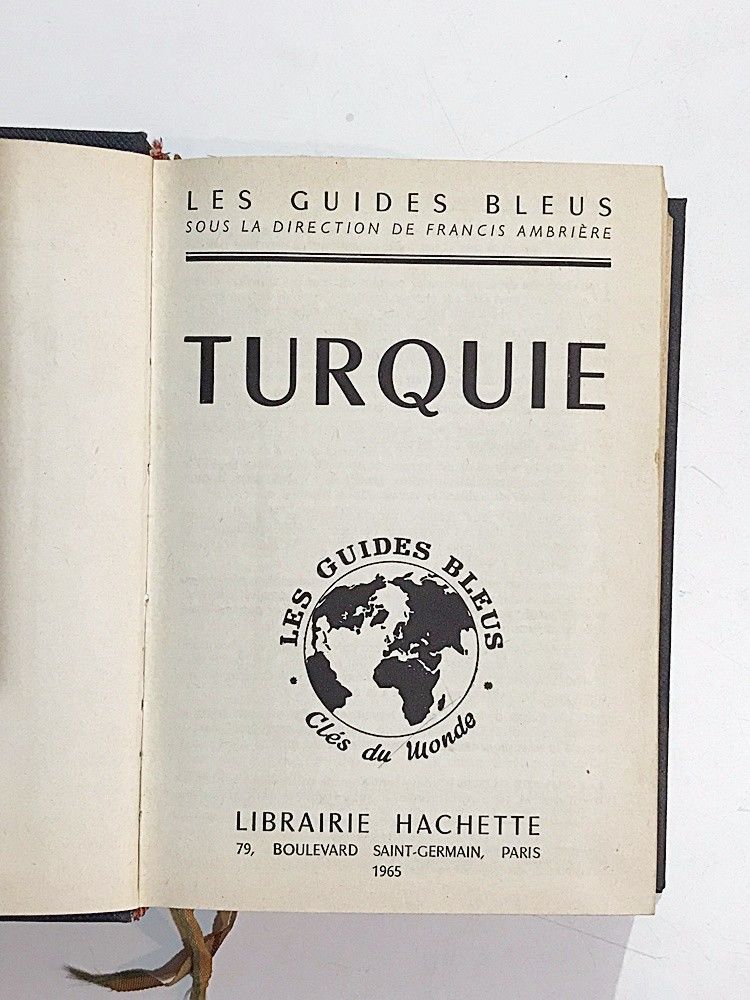 LES GUIDES BLEUS
SOUS LA DIRECTION DE FRANCIS AMBRIÈRE
TURQUIE
LES GUIDES BLEUS
Clés du Monde
LIBRAIRIE HACHETTE
79, BOULEVARD SAINT-GERMAIN, PARIS
1965